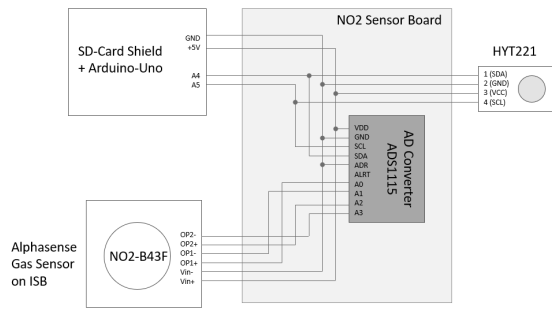 NO2 Sensor Board
SD-Card Shield
+ Arduino-Uno
GND
+5V
A4
A5
HYT221
1 (SDA)
2 (GND)
3 (VCC)
4 (SCL)
VDD
GND
SCL
SDA
ADR
ALRT
A0
A1
A2
A3
AD Converter
ADS1115
Alphasense
Gas Sensor
on ISB
NO2-B43F
OP2-
OP2+
OP1-
OP1+
Vin-
Vin+